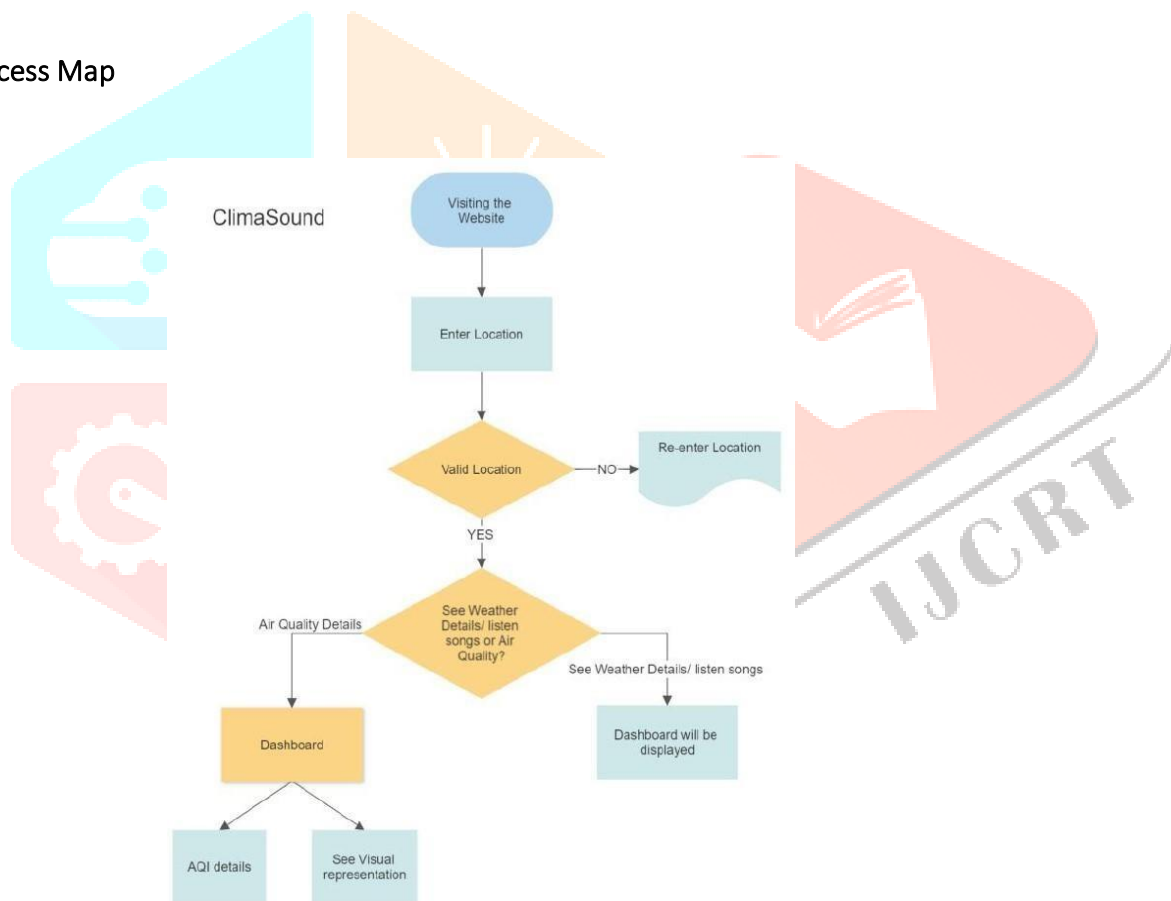 cess Map
ClimaSound
Visiting the
Website
Enter Location
Valid Location
NO
Re-enter Location
YES
See Weather
Details/ listen
songs or Air
Quality?
Air Quality Details
See Weather Details/ listen songs
Dashboard
Dashboard will be
displayed
AQI details
See Visual
representation
IJCRT